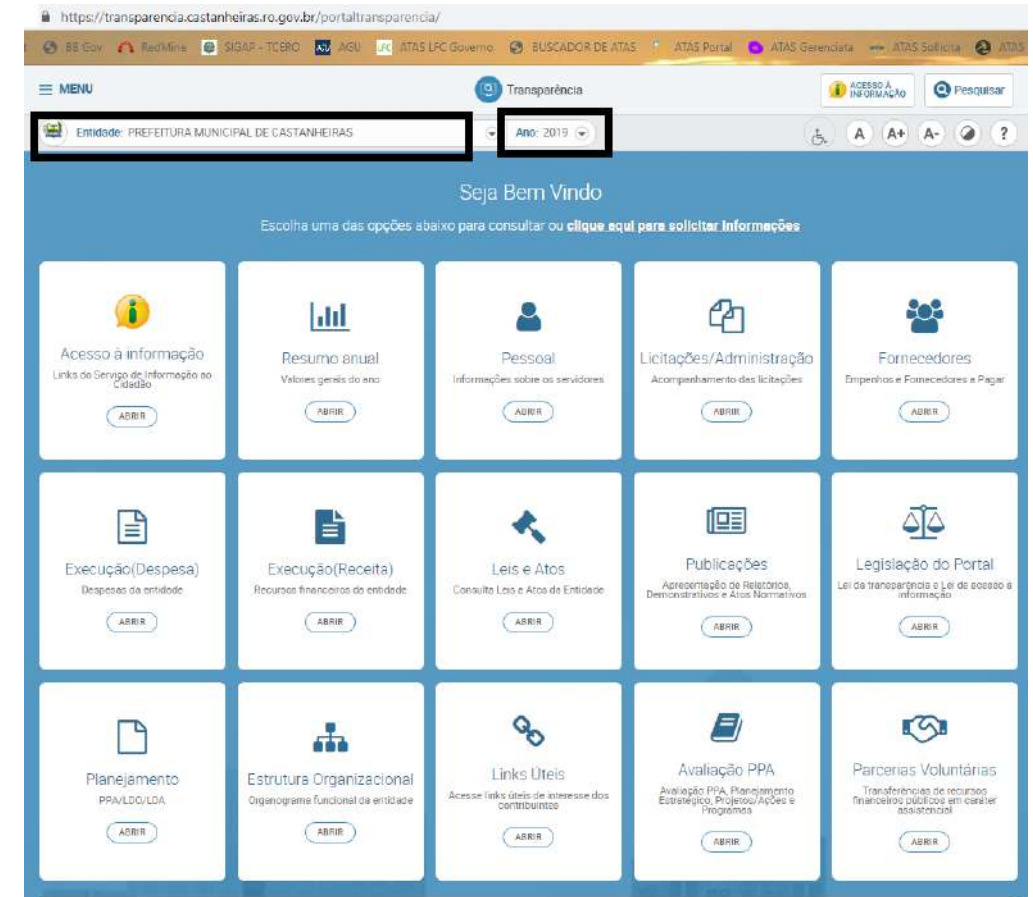 https://transparencia.castanheiras.ro.gov.br/portaltransparencia/
BB Gov RedMine SIGAP - TCERO AGU ATAS LFC Governo BUSCADOR DE ATAS ATAS Portal ATAS Gerenciata ATAS Sollicita ATAS
MENU Transparência ACESSO À INFORMAÇÃO Pesquisar
Entidade: PREFEITURA MUNICIPAL DE CASTANHEIRAS Ano: 2019 A A+ A- ?
Seja Bem Vindo
Escolha uma das opções abaixo para consultar ou clique aqui para solicitar Informações
Acesso à informação
Links do Serviço de Informação ao
Cidadão
ABRIR
Resumo anual
Valores gerais do ano
ABRIR
Pessoal
Informações sobre os servidores
ABRIR
Licitações/Administração
Acompanhamento das licitações
ABRIR
Fornecedores
Empenhos e Fornecedores a Pagar
ABRIR
Execução(Despesa)
Despesas da entidade
ABRIR
Execução(Receita)
Recursos financeiros da entidade
ABRIR
Leis e Atos
Consulta Leis e Atos da Entidade
ABRIR
Publicações
Apresentação de Relatórios,
Demonstrativos e Atos Normativos
ABRIR
Legislação do Portal
Lei da transparência e Lei de acesso a
informação
ABRIR
Planejamento
PPA/LDO/LOA
ABRIR
Estrutura Organizacional
Organograma funcional da entidade
ABRIR
Links Úteis
Acesse links úteis de interesse dos
contribuintes
ABRIR
Avaliação PPA
Avaliação PPA, Planejamento
Estratégico, Projetos/Ações e
Programas
ABRIR
Parcerias Voluntárias
Transferências de recursos
financeiros públicos em caráter
assistencial
ABRIR